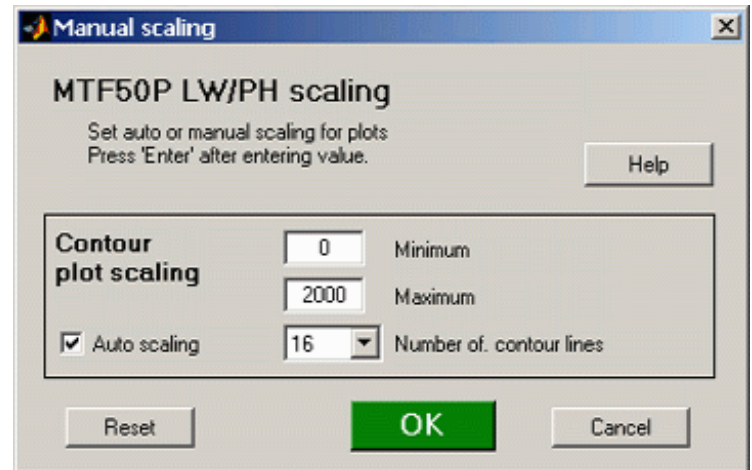 Manual scaling
MTF50P LW/PH scaling
Set auto or manual scaling for plots
Press 'Enter' after entering value.
Help
Contour
plot scaling
0 Minimum
2000 Maximum
Auto scaling
16 Number of. contour lines
Reset
OK
Cancel